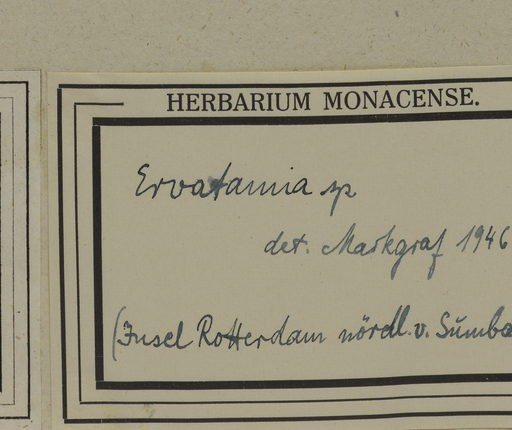 HERBARIUM MONACENSE.
Ervatamia sp
det. Markgraf 1946
(Insel Rotterdam nördl. v. Sumba